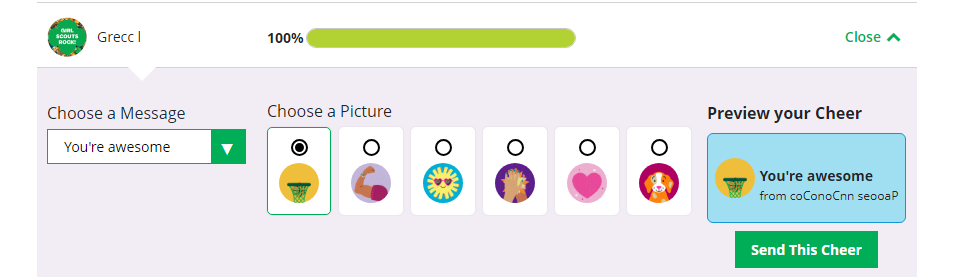 GIRL
SCOUTS
ROCK!
Grecc l
100%
Close
Choose a Message
You're awesome
Choose a Picture
Preview your Cheer
You're awesome
from coConoCnn seooaP
Send This Cheer